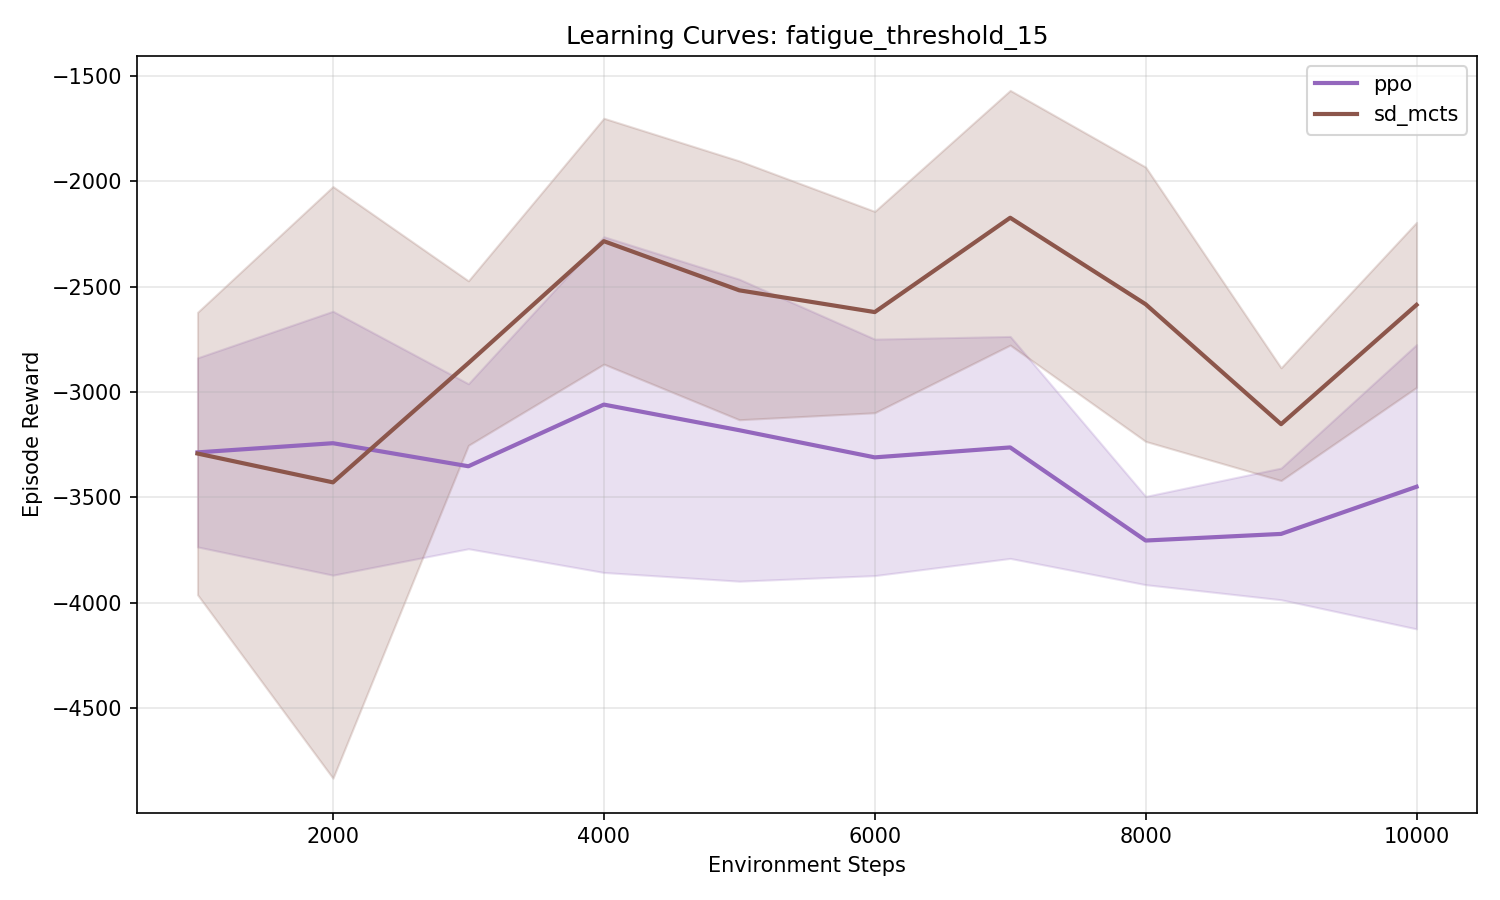 Learning Curves: fatigue_threshold_15
ppo
sd_mcts
Episode Reward
−1500
−2000
−2500
−3000
−3500
−4000
−4500
2000
4000
6000
8000
10000
Environment Steps